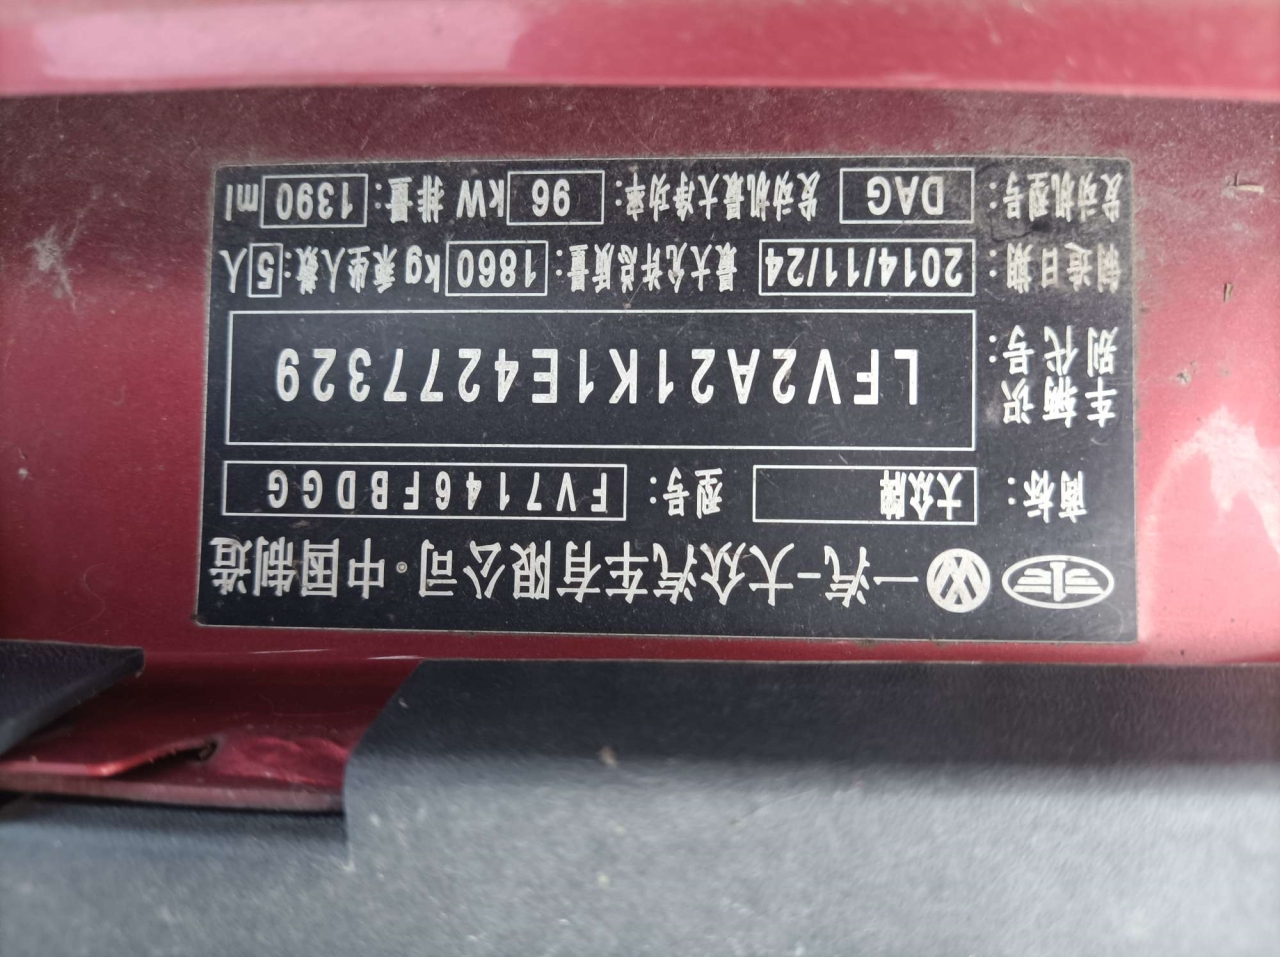 一汽-大众汽车有限公司。中国制造
商标: 大众牌 型号: FV7146FBDGG
车辆识别代号: LFV2A21K1E4277329
制造日期: 2014/11/24 最大允许总质量: 1860 kg 乘坐人数: 5 人
发动机型号: DAG 发动机最大净功率: 96 kW 排量: 1390 ml